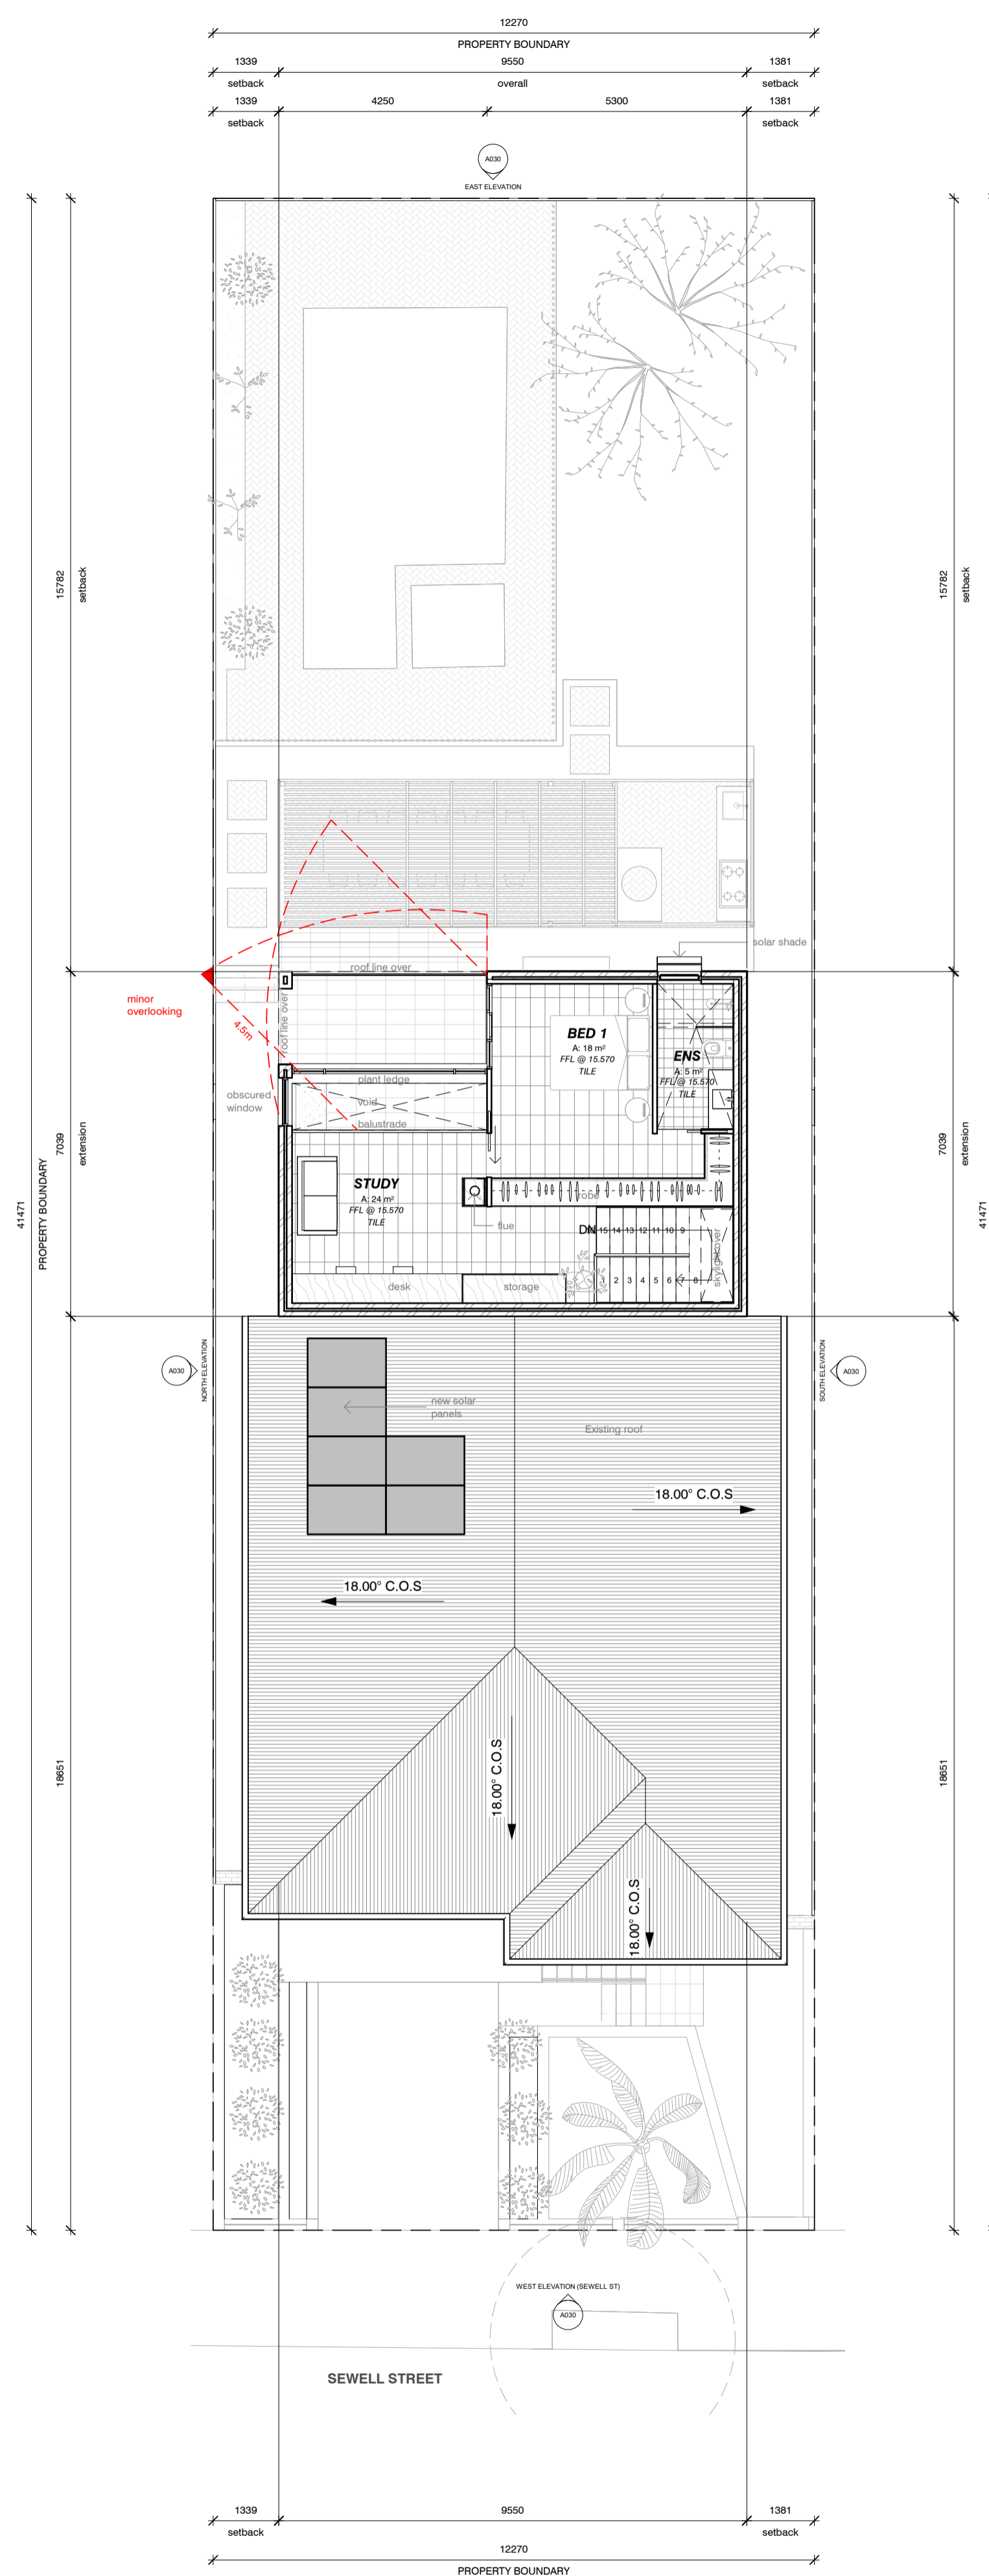 12270
PROPERTY BOUNDARY
1339
9550
1381
setback
overall
setback
1339
4250
5300
1381
setback
setback
A030
EAST ELEVATION
15782
setback
15782
setback
solar shade
roof line over
minor
overlooking
4.5m
roof line over
BED 1
A: 18 m²
FFL @ 15.570
TILE
ENS
A: 5 m²
FFL @ 15.570
TILE
plant ledge
obscured
window
void
balustrade
7039
extension
7039
extension
41471
PROPERTY BOUNDARY
41471
STUDY
A: 24 m²
FFL @ 15.570
TILE
robe
flue
DN
15 14 13 12 11 10 9
skylight over
1 2 3 4 5 6 7 8
desk
storage
A030
NORTH ELEVATION
SOUTH ELEVATION
A030
new solar
panels
Existing roof
18.00° C.O.S
18.00° C.O.S
18.00° C.O.S
18.00° C.O.S
18651
18651
WEST ELEVATION (SEWELL ST)
A030
SEWELL STREET
1339
9550
1381
setback
setback
12270
PROPERTY BOUNDARY